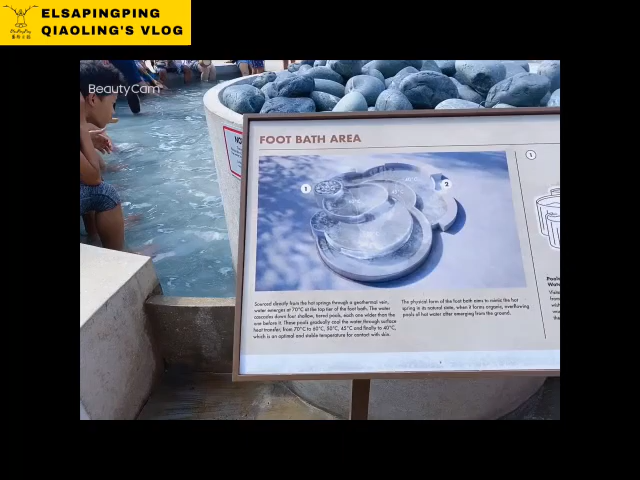 ELSAPINGPING
QIAOLING'S VLOG
BeautyCam
FOOT BATH AREA
1
2
1
Sourced directly from the hot springs through a geothermal vein,
water emerges at 70°C at the top tier of the foot bath. The water
cascades down four shallow, tiered pools, each one wider than the
one before it. These pools gradually cool the water through surface
heat transfer, from 70°C to 60°C, 50°C, 45°C and finally to 40°C,
which is an optimal and stable temperature for contact with skin.
The physical form of the foot bath aims to mimic the hot
spring in its natural state, when it forms organic, overflowing
pools of hot water after emerging from the ground.